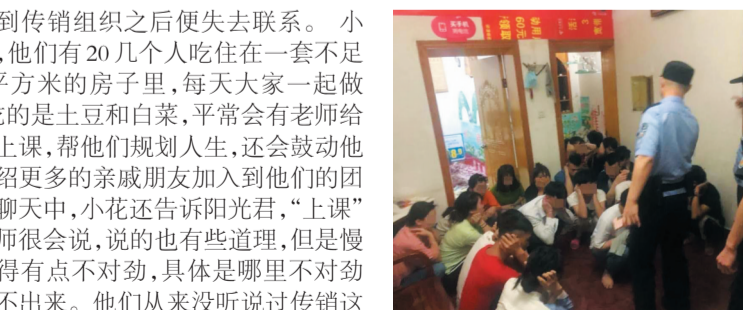 到传销组织之后便失去联系。 小
,他们有20几个人吃住在一套不足
平方米的房子里,每天大家一起做
的是土豆和白菜,平常会有老师给
上课,帮他们规划人生,还会鼓动他
绍更多的亲戚朋友加入到他们的团
聊天中,小花还告诉阳光君,“上课”
师很会说,说的也有些道理,但是慢
得有点不对劲,具体是哪里不对劲
不出来。他们从来没听说过传销这
买手机
60元